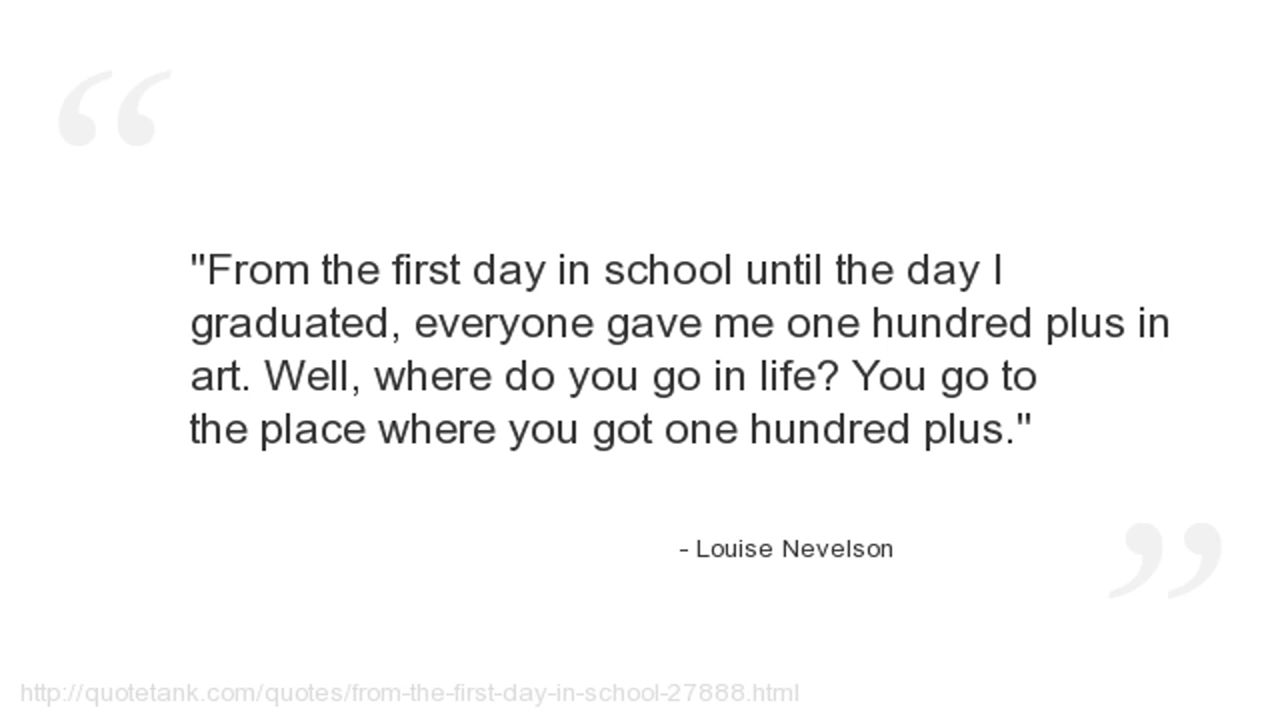 "From the first day in school until the day I
graduated, everyone gave me one hundred plus in
art. Well, where do you go in life? You go to
the place where you got one hundred plus."
- Louise Nevelson
http://quotetank.com/quotes/from-the-first-day-in-school-27888.html